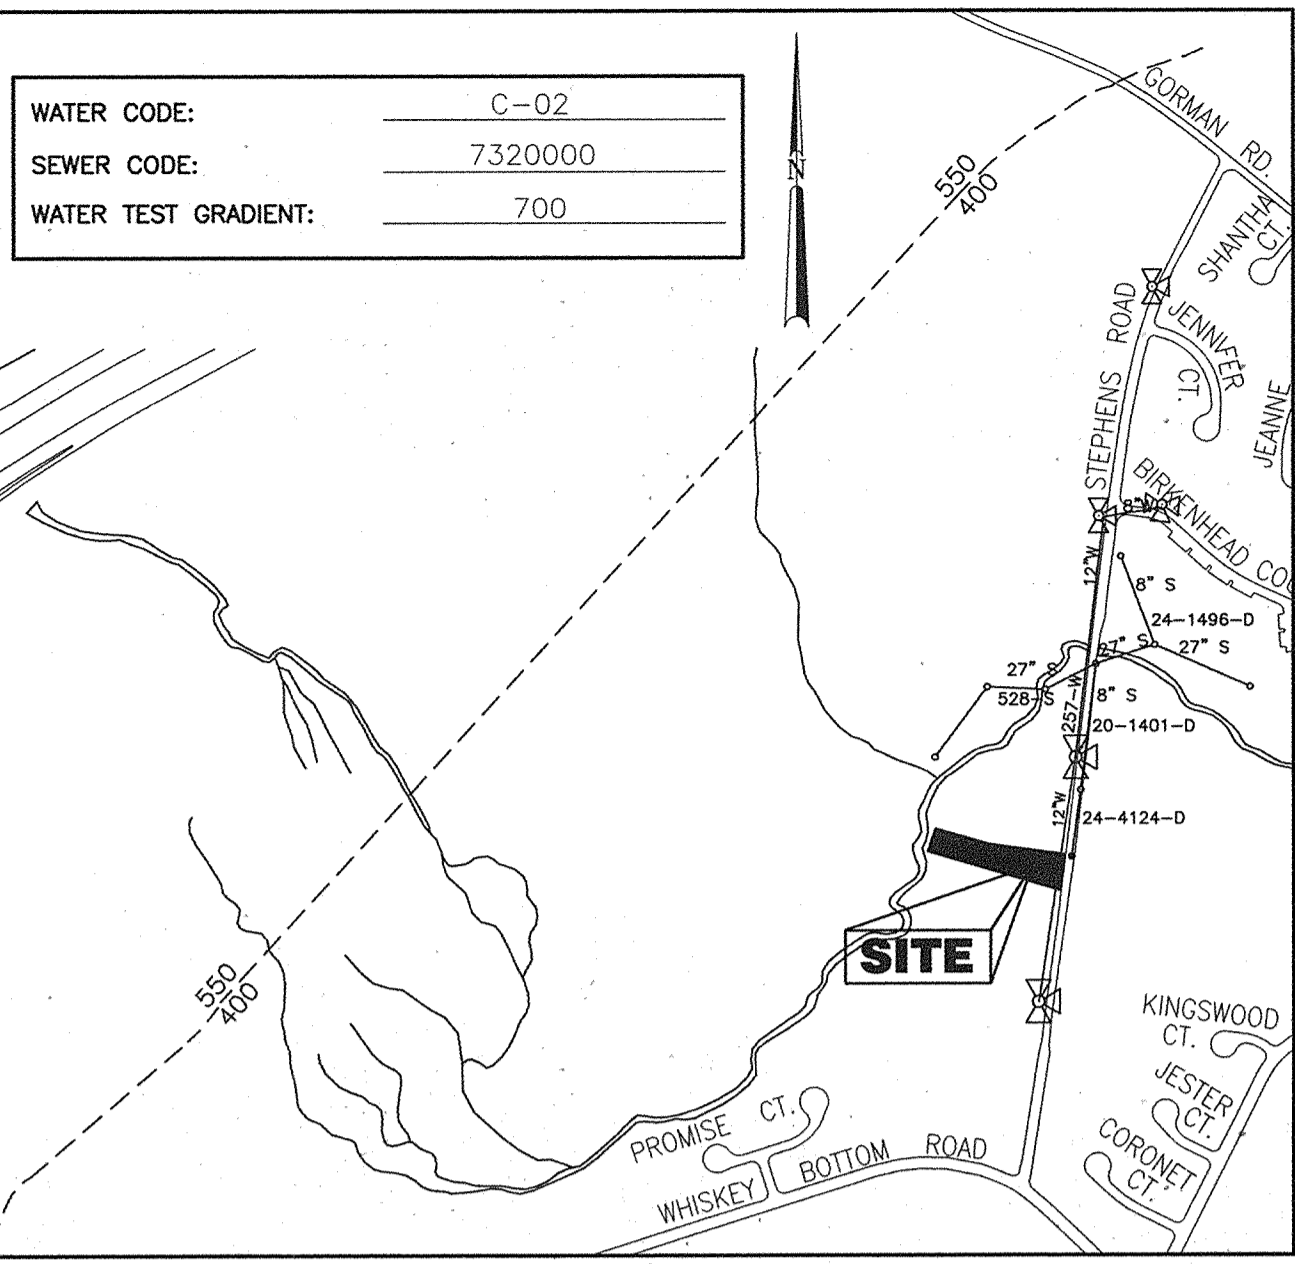 WATER CODE: C-02
SEWER CODE: 7320000
WATER TEST GRADIENT: 700
N
GORMAN RD.
550
400
SHANTHA
CT.
STEPHENS ROAD
JENNIFER
CT.
JEANNE
BIRKENHEAD
8"W
12"W
8" S
24-1496-D
27" S
27" S
27" S
528-S
257-W
8" S
20-1401-D
12"W
24-4124-D
SITE
550
400
KINGSWOOD
CT.
JESTER
CT.
CORONET
CT.
PROMISE CT.
WHISKEY BOTTOM ROAD